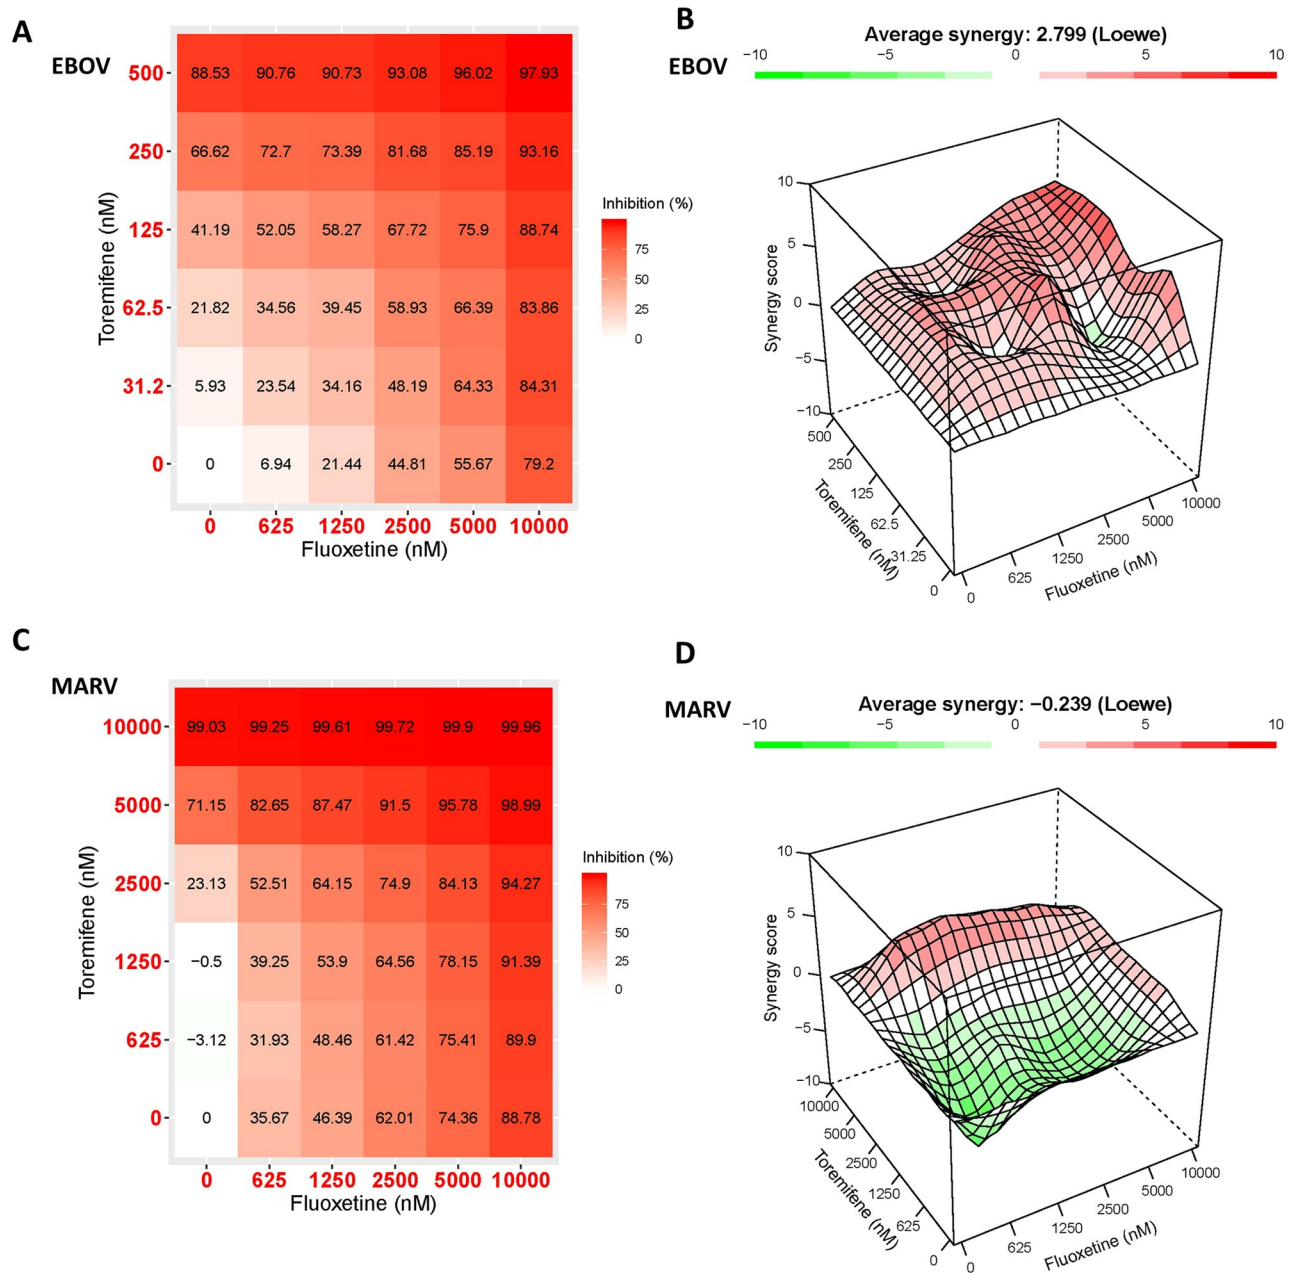 A
EBOV
500 88.53 90.76 90.73 93.08 96.02 97.93
250 66.62 72.7 73.39 81.68 85.19 93.16
125 41.19 52.05 58.27 67.72 75.9 88.74
62.5 21.82 34.56 39.45 58.93 66.39 83.86
31.2 5.93 23.54 34.16 48.19 64.33 84.31
0 0 6.94 21.44 44.81 55.67 79.2
0 625 1250 2500 5000 10000
Fluoxetine (nM)
Toremifene (nM)
Inhibition (%)
75
50
25
0
B
EBOV
Average synergy: 2.799 (Loewe)
−10 −5 0 5 10
Synergy score
10
5
0
−5
−10
500
250
125
62.5
31.25
0
Toremifene (nM)
0
625
1250
2500
5000
10000
Fluoxetine (nM)
C
MARV
10000 99.03 99.25 99.61 99.72 99.9 99.96
5000 71.15 82.65 87.47 91.5 95.78 98.99
2500 23.13 52.51 64.15 74.9 84.13 94.27
1250 −0.5 39.25 53.9 64.56 78.15 91.39
625 −3.12 31.93 48.46 61.42 75.41 89.9
0 0 35.67 46.39 62.01 74.36 88.78
0 625 1250 2500 5000 10000
Fluoxetine (nM)
Toremifene (nM)
Inhibition (%)
75
50
25
0
D
MARV
Average synergy: −0.239 (Loewe)
−10 −5 0 5 10
Synergy score
10
5
0
−5
−10
10000
5000
2500
1250
625
0
Toremifene (nM)
0
625
1250
2500
5000
10000
Fluoxetine (nM)